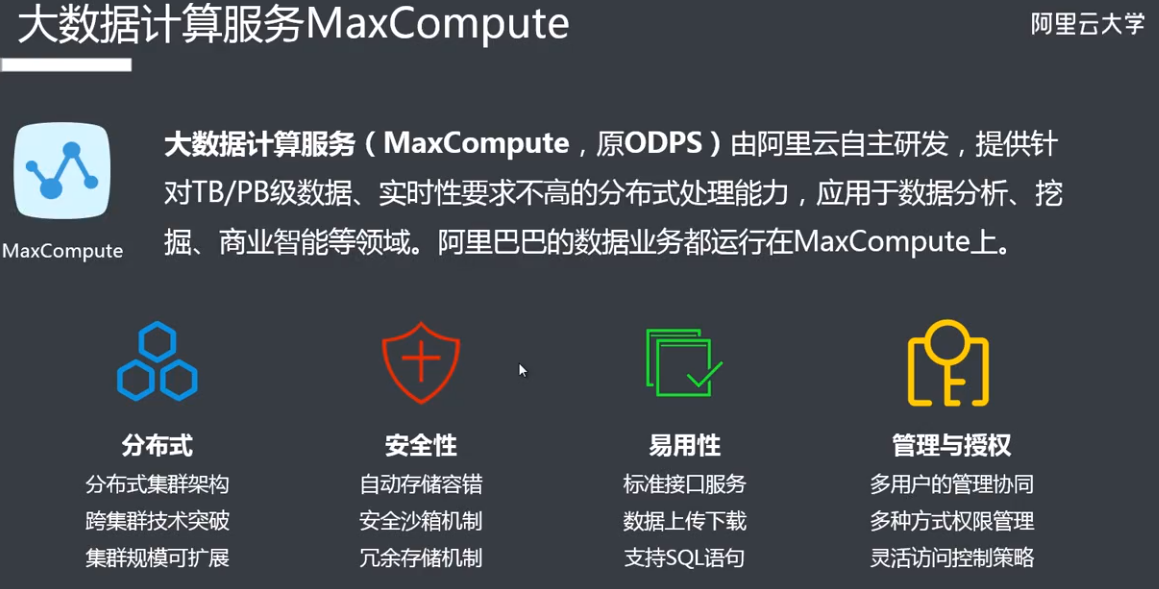 大数据计算服务MaxCompute
阿里云大学
MaxCompute
大数据计算服务（MaxCompute，原ODPS）由阿里云自主研发，提供针
对TB/PB级数据、实时性要求不高的分布式处理能力，应用于数据分析、挖
掘、商业智能等领域。阿里巴巴的数据业务都运行在MaxCompute上。
分布式
分布式集群架构
跨集群技术突破
集群规模可扩展
安全性
自动存储容错
安全沙箱机制
冗余存储机制
易用性
标准接口服务
数据上传下载
支持SQL语句
管理与授权
多用户的管理协同
多种方式权限管理
灵活访问控制策略